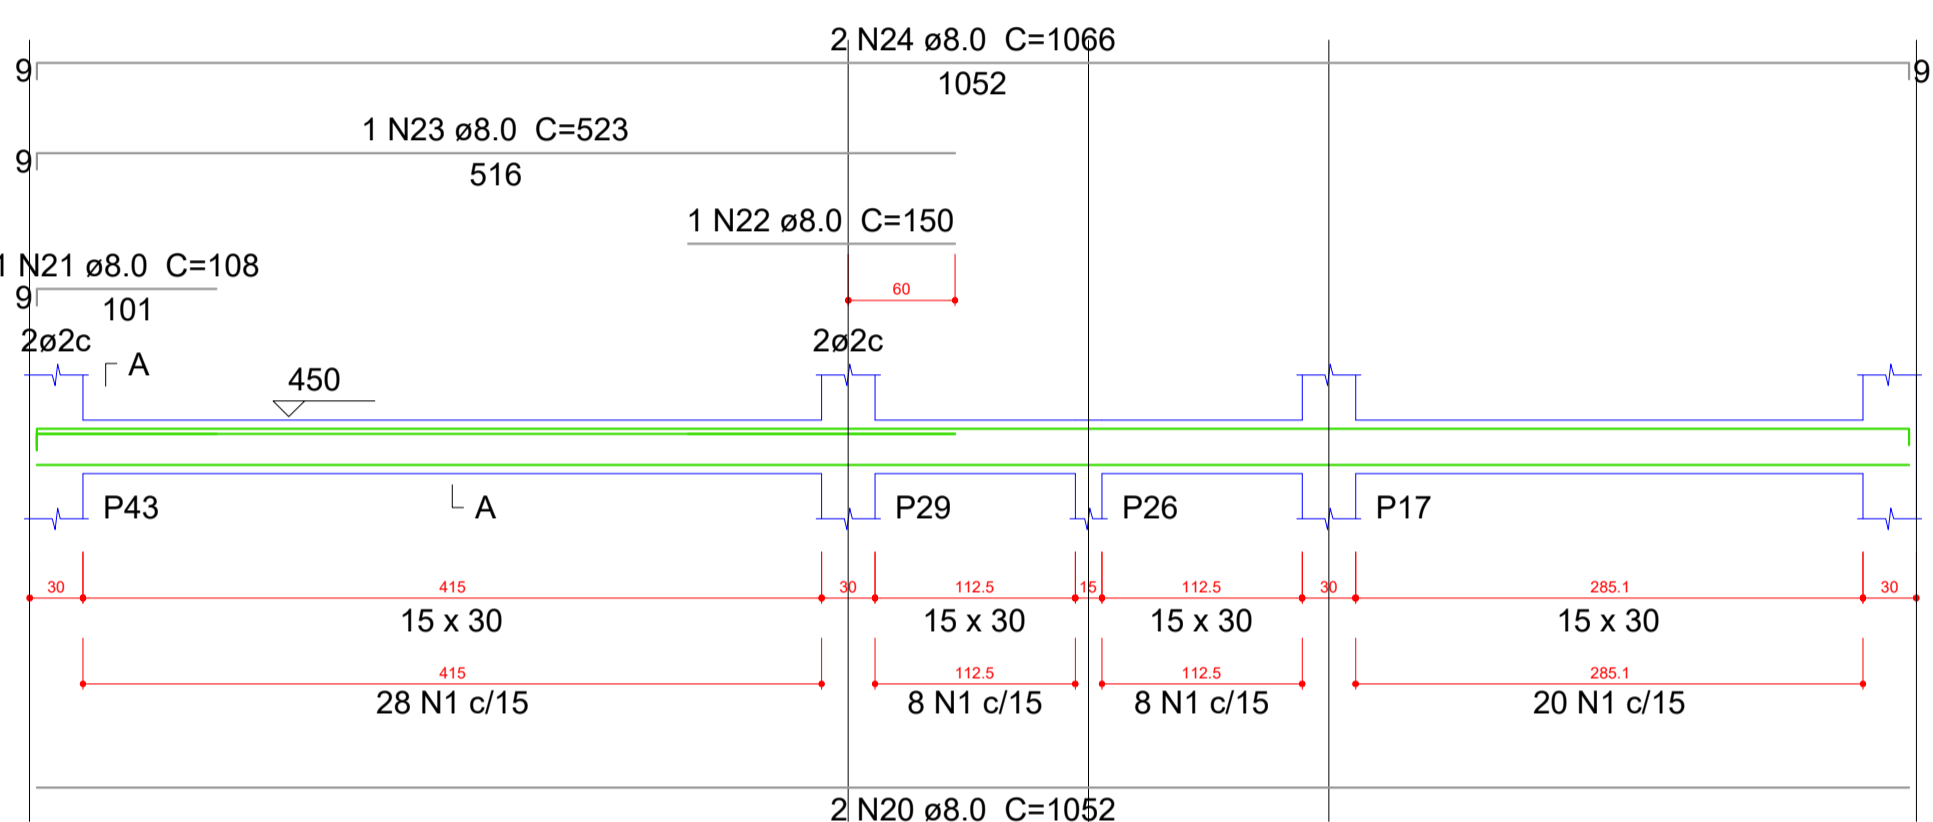 2 N24 ø8.0 C=1066
9 9
1052
1 N23 ø8.0 C=523
9
516
1 N22 ø8.0 C=150
1 N21 ø8.0 C=108
60
9
101
2ø2c 2ø2c
A
450
P43 A P29 P26 P17
30 415 30 112.5 15 112.5 30 285.1 30
15 x 30 15 x 30 15 x 30 15 x 30
415 112.5 112.5 285.1
28 N1 c/15 8 N1 c/15 8 N1 c/15 20 N1 c/15
2 N20 ø8.0 C=1052